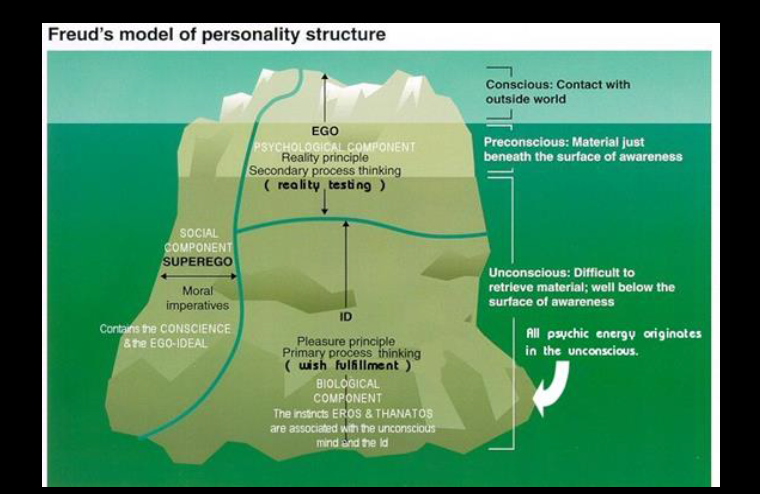 Freud's model of personality structure
Conscious: Contact with
outside world
EGO
PSYCHOLOGICAL COMPONENT
Reality principle
Secondary process thinking
( reality testing )
Preconscious: Material just
beneath the surface of awareness
SOCIAL
COMPONENT
SUPEREGO
Moral
imperatives
Contains the CONSCIENCE
& the EGO-IDEAL
Unconscious: Difficult to
retrieve material; well below the
surface of awareness
ID
Pleasure principle
Primary process thinking
( wish fulfillment )
BIOLOGICAL
COMPONENT
The instincts EROS & THANATOS
are associated with the unconscious
mind and the Id
All psychic energy originates
in the unconscious.